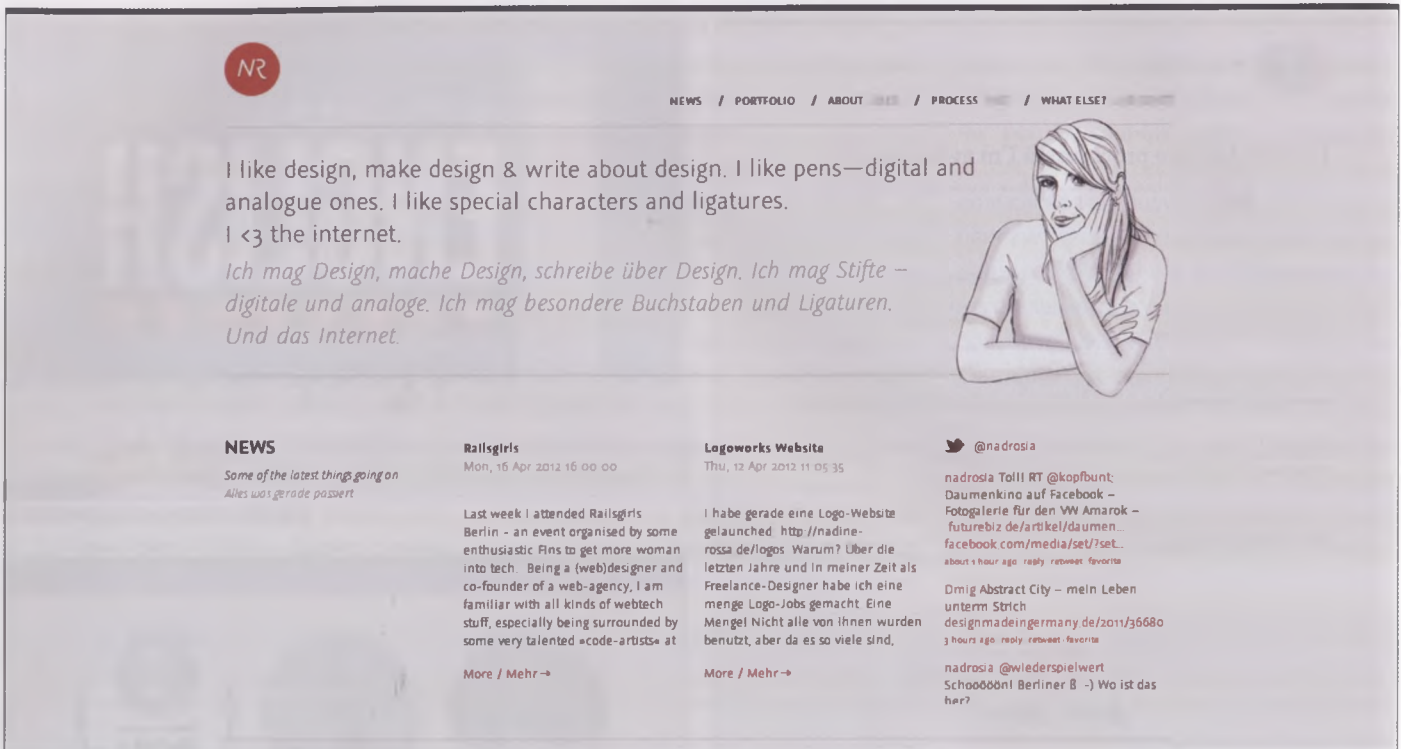 NR
NEWS / PORTFOLIO / ABOUT / PROCESS / WHAT ELSE?
I like design, make design & write about design. I like pens—digital and
analogue ones. I like special characters and ligatures.
I <3 the internet.
Ich mag Design, mache Design, schreibe über Design. Ich mag Stifte –
digitale und analoge. Ich mag besondere Buchstaben und Ligaturen.
Und das Internet.
NEWS
Some of the latest things going on
Alles was gerade passiert
Railsgirls
Mon, 16 Apr 2012 16 00 00
Last week I attended Railsgirls
Berlin - an event organised by some
enthusiastic Fins to get more woman
into tech. Being a (web)designer and
co-founder of a web-agency, I am
familiar with all kinds of webtech
stuff, especially being surrounded by
some very talented »code-artists« at
More / Mehr→
Logoworks Website
Thu, 12 Apr 2012 11 05 35
I habe gerade eine Logo-Website
gelaunched http://nadine-
rossa.de/logos Warum? Über die
letzten Jahre und in meiner Zeit als
Freelance-Designer habe ich eine
menge Logo-Jobs gemacht. Eine
Menge! Nicht alle von ihnen wurden
benutzt, aber da es so viele sind,
More / Mehr→
@nadrosia
nadrosia Toll! RT @kopfbunt:
Daumenkino auf Facebook –
Fotogalerie für den VW Amarok –
futurebiz de/artikel/daumen...
facebook com/media/set/?set...
about 1 hour ago reply retweet favorite
Dmig Abstract City – mein Leben
unterm Strich
designmadeingermany.de/2011/36680
3 hours ago reply retweet favorite
nadrosia @wiederspielwert
Schooööön! Berliner ß -) Wo ist das
her?